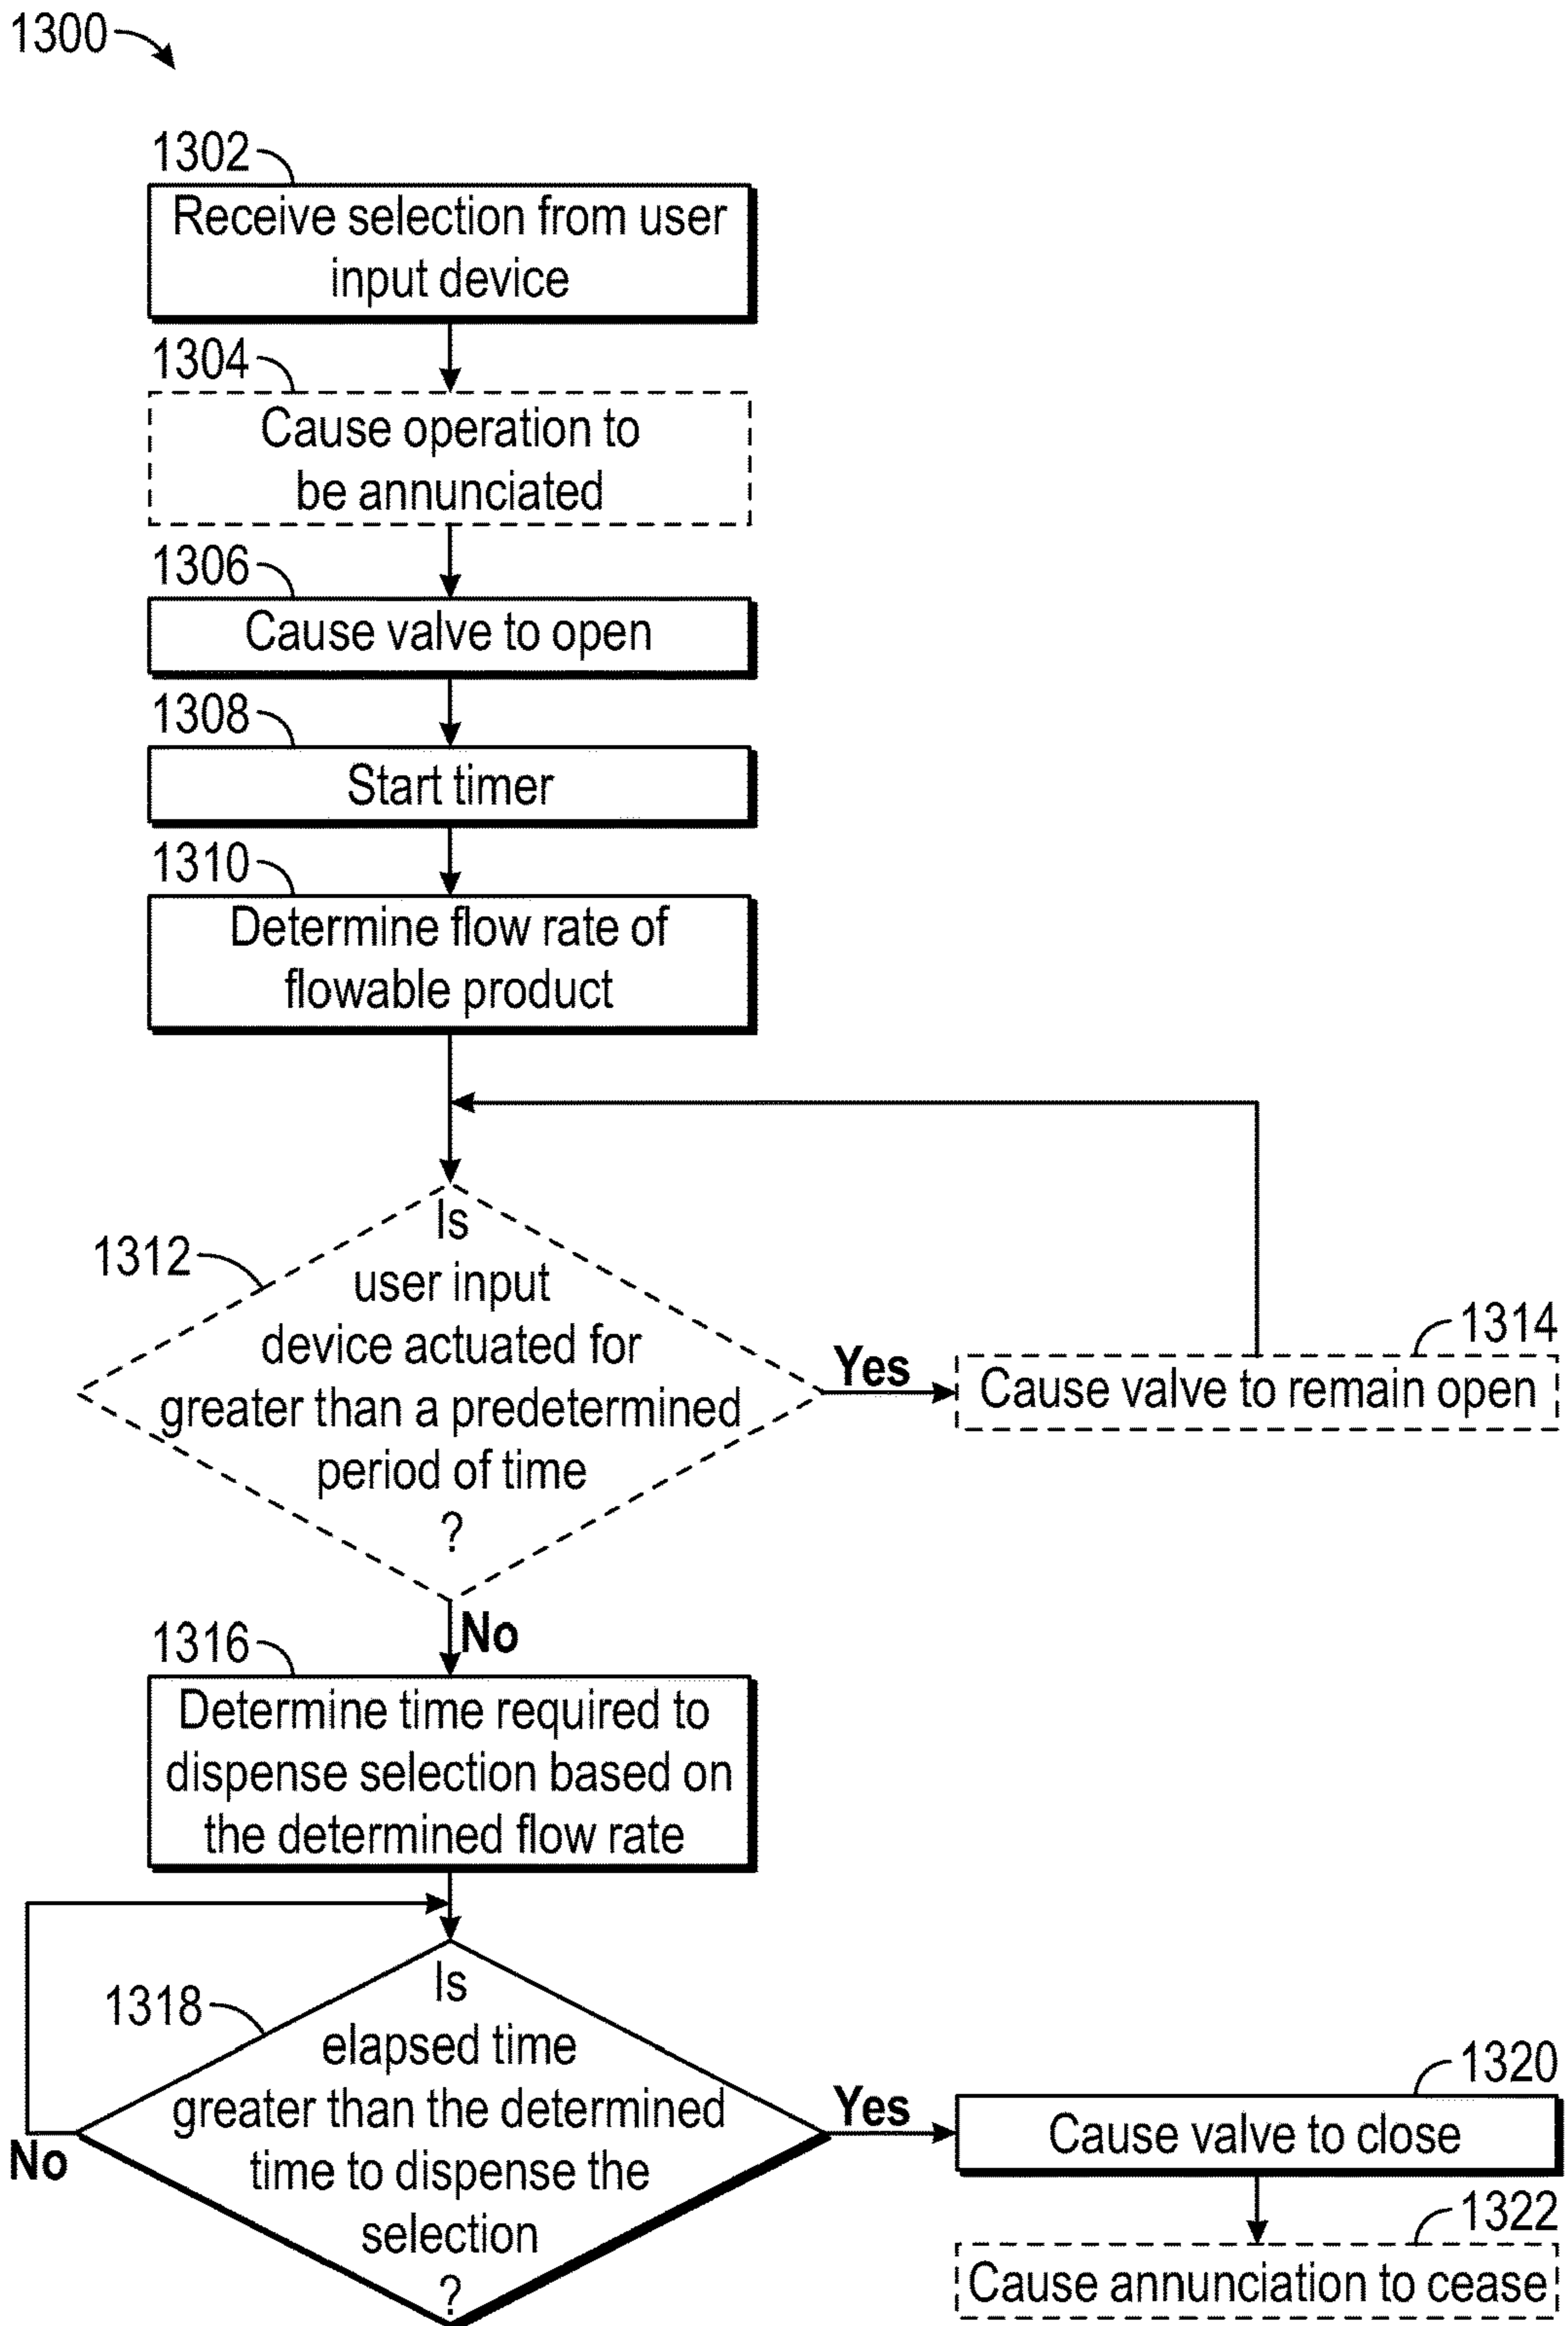 1300
1302
Receive selection from user
input device
1304
Cause operation to
be annunciated
1306
Cause valve to open
1308
Start timer
1310
Determine flow rate of
flowable product
1312
Is
user input
device actuated for
greater than a predetermined
period of time
?
Yes
1314
Cause valve to remain open
No
1316
Determine time required to
dispense selection based on
the determined flow rate
1318
Is
elapsed time
greater than the determined
time to dispense the
selection
?
No
Yes
1320
Cause valve to close
1322
Cause annunciation to cease